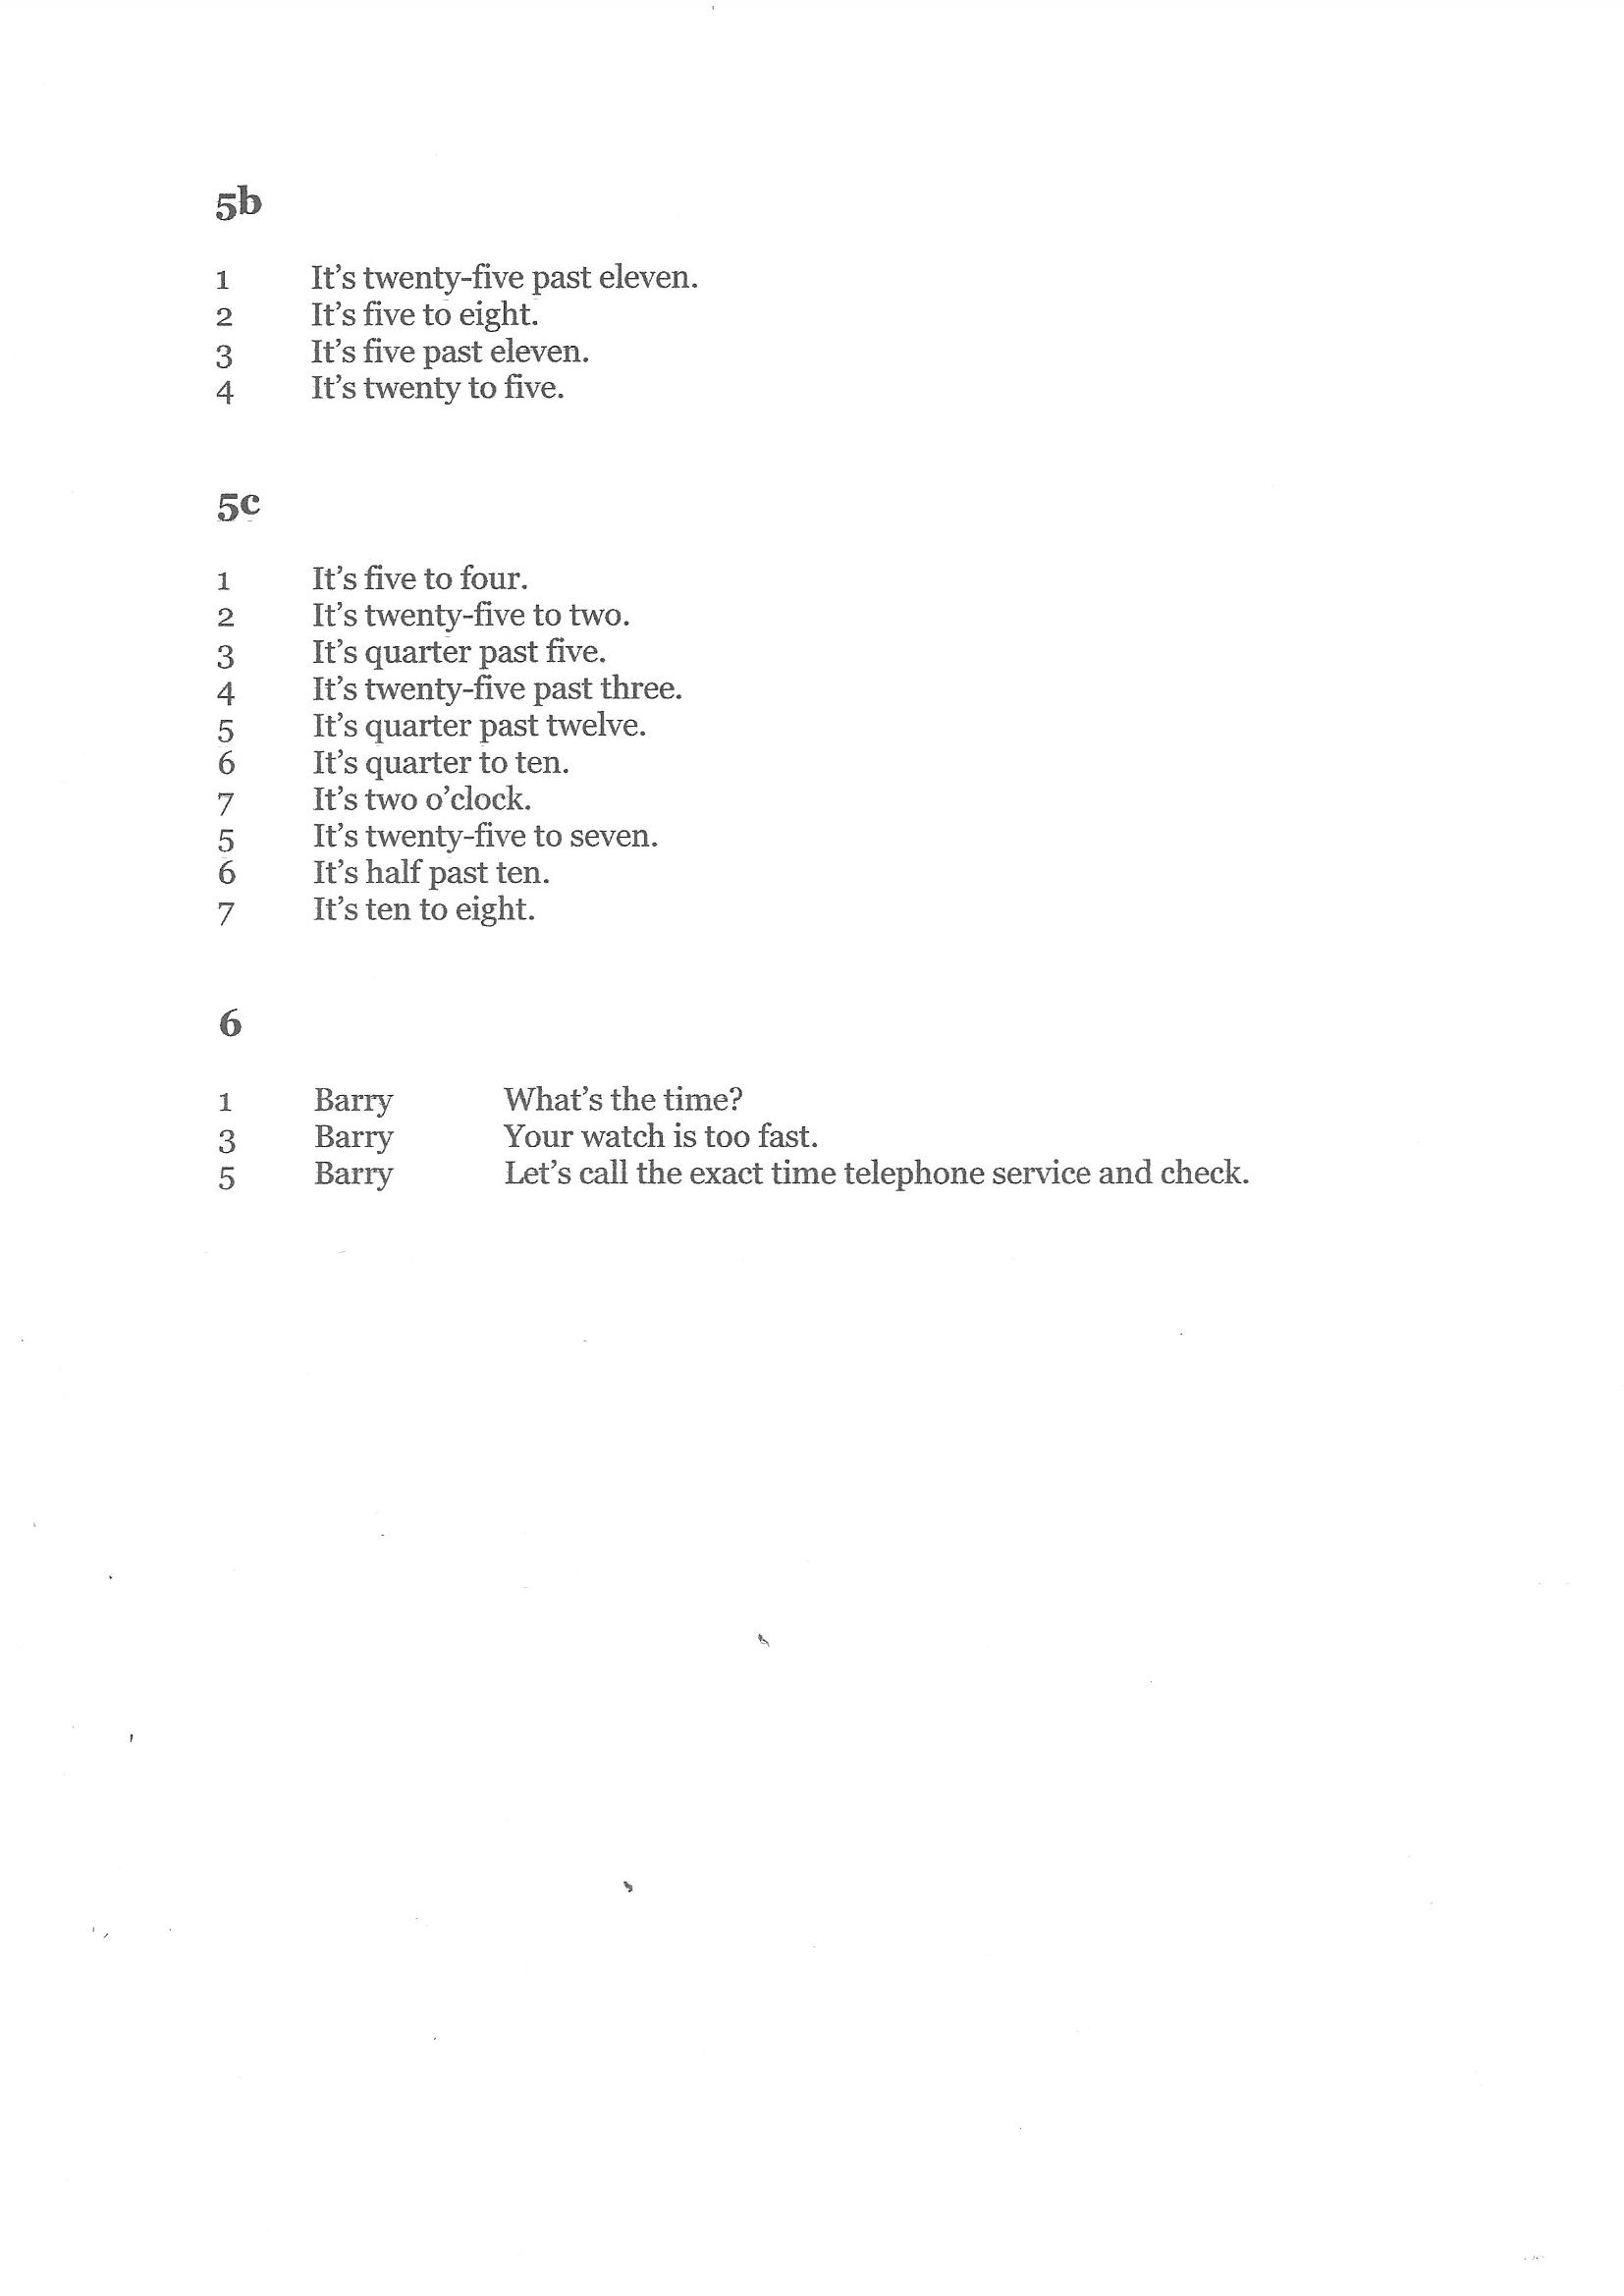 5b
1 It’s twenty-five past eleven.
2 It’s five to eight.
3 It’s five past eleven.
4 It’s twenty to five.
5c
1 It’s five to four.
2 It’s twenty-five to two.
3 It’s quarter past five.
4 It’s twenty-five past three.
5 It’s quarter past twelve.
6 It’s quarter to ten.
7 It’s two o’clock.
5 It’s twenty-five to seven.
6 It’s half past ten.
7 It’s ten to eight.
6
1 Barry What’s the time?
3 Barry Your watch is too fast.
5 Barry Let’s call the exact time telephone service and check.